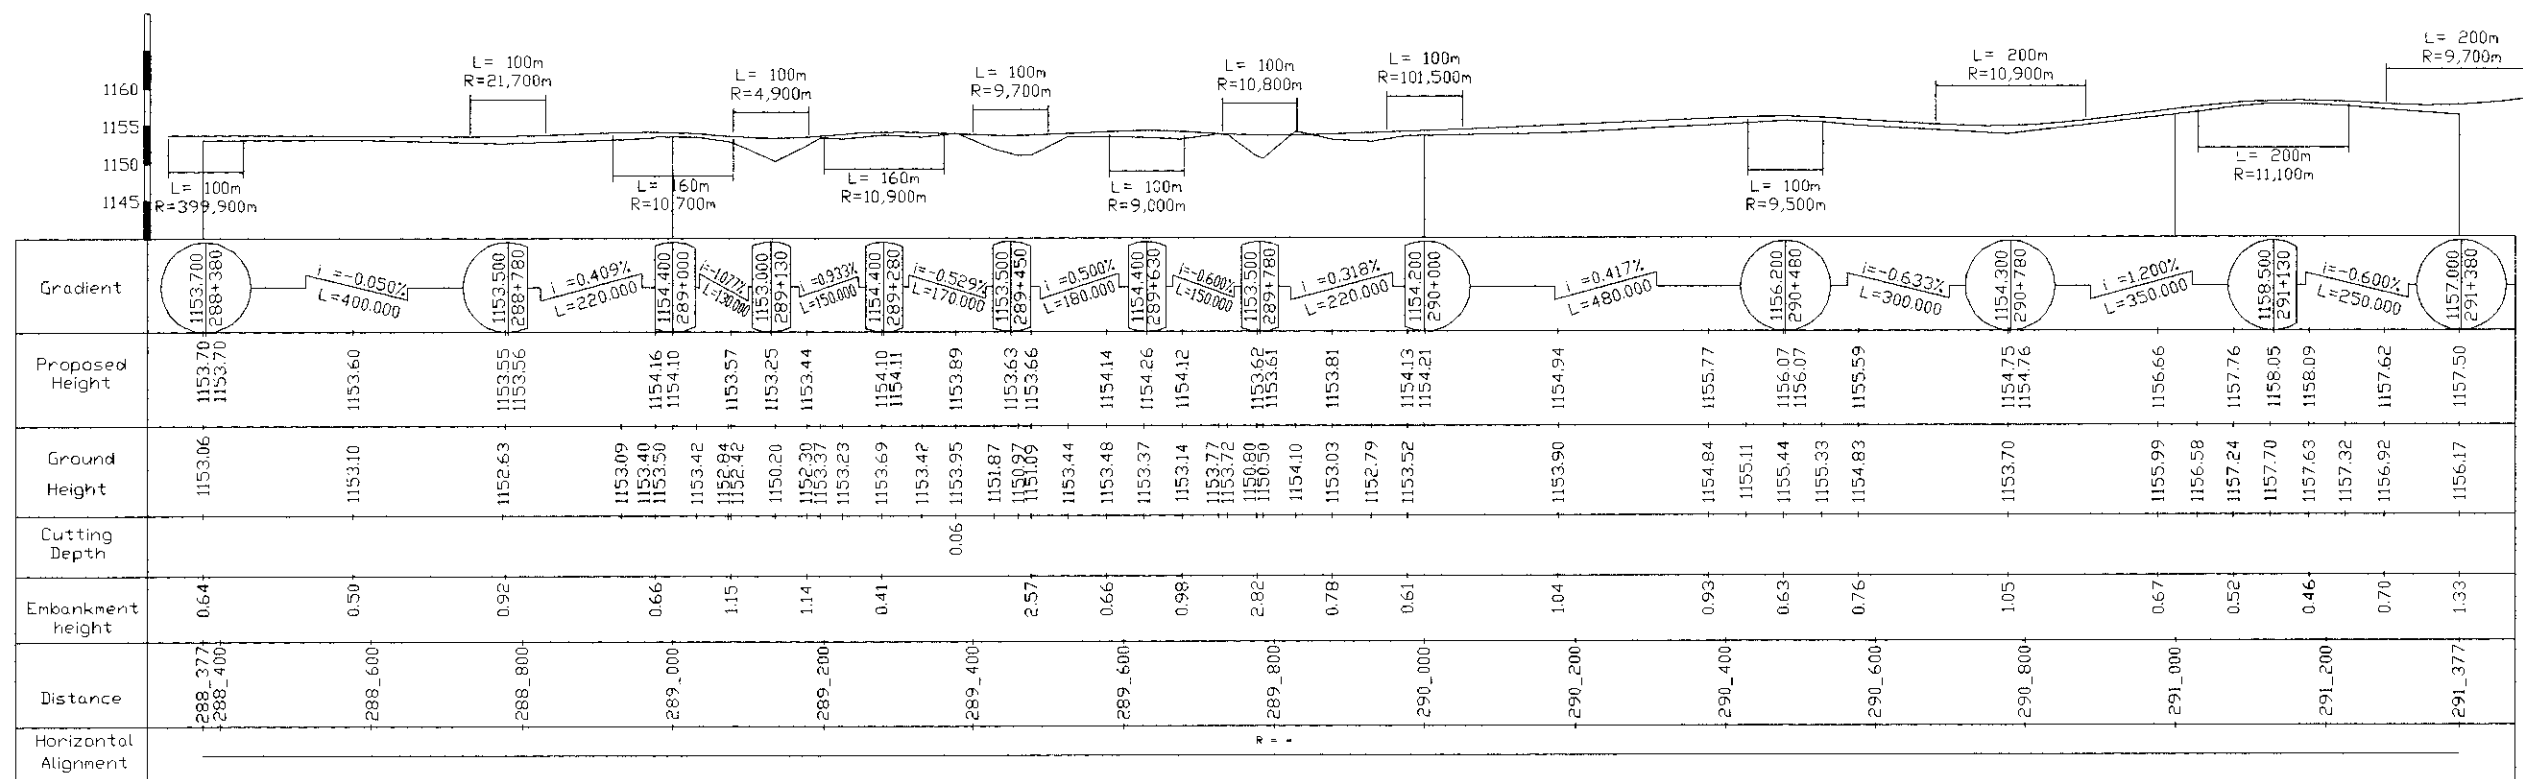 L= 200m
R=9,700m
L= 200m
R=10,900m
L= 100m
R=21,700m
L= 100m
R=4,900m
L= 100m
R=9,700m
L= 100m
R=10,800m
L= 100m
R=101,500m
1160
1155
1150
1145
L= 100m
R=399,900m
L= 160m
R=10,700m
L= 160m
R=10,900m
L= 100m
R=9,000m
L= 100m
R=9,500m
L= 200m
R=11,100m
Gradient
1153.700
288+380
i =-0.050%
L=400.000
1153.500
288+780
i =0.409%
L=220.000
1154.400
289+000
i=-1.077%
L=130.000
1153.000
289+130
i =0.933%
L=150.000
1154.400
289+280
i=-0.529%
L=170.000
1153.500
289+450
i=0.500%
L=180.000
1154.400
289+630
i=-0.600%
L=150.000
1153.500
289+780
i =0.318%
L=220.000
1154.200
290+000
i =0.417%
L=480.000
1156.200
290+480
i=-0.633%
L=300.000
1154.300
290+780
i =1.200%
L=350.000
1158.500
291+130
i=-0.600%
L=250.000
1157.000
291+380
Proposed
Height
1153.70
1153.70
1153.60
1153.55
1153.56
1154.16
1154.10
1153.57
1153.25
1153.44
1154.10
1154.11
1153.89
1153.63
1153.66
1154.14
1154.26
1154.12
1153.62
1153.61
1153.81
1154.13
1154.21
1154.94
1155.77
1156.07
1156.07
1155.59
1154.75
1154.76
1156.66
1157.76
1158.05
1158.09
1157.62
1157.50
Ground
Height
1153.06
1153.10
1152.63
1153.09
1153.40
1153.50
1153.42
1152.84
1152.42
1150.20
1152.30
1153.37
1153.23
1153.69
1153.42
1153.95
1151.87
1150.97
1151.09
1153.44
1153.48
1153.37
1153.14
1153.77
1153.72
1150.80
1150.50
1154.10
1153.03
1152.79
1153.52
1153.90
1154.84
1155.11
1155.44
1155.33
1154.83
1153.70
1155.99
1156.58
1157.24
1157.70
1157.63
1157.32
1156.92
1156.17
Cutting
Depth
0.06
Embankment
height
0.64
0.50
0.92
0.66
1.15
1.14
0.41
2.57
0.66
0.98
2.82
0.78
0.61
1.04
0.93
0.63
0.76
1.05
0.67
0.52
0.46
0.70
1.33
Distance
288_377
288_400
288_600
288_800
289_000
289_200
289_400
289_600
289_800
290_000
290_200
290_400
290_600
290_800
291_000
291_200
291_377
Horizontal
Alignment
R = ∞